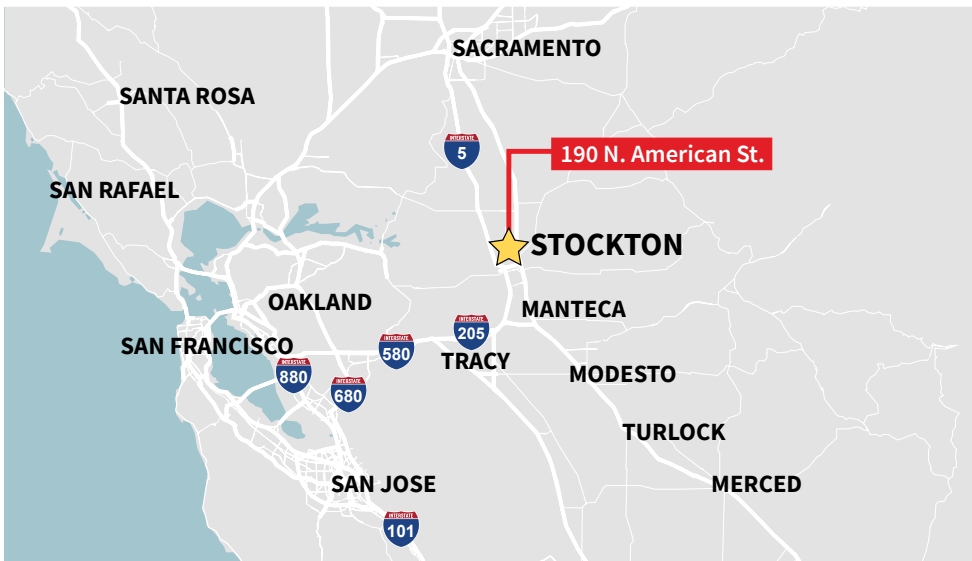 SACRAMENTO
SANTA ROSA
INTERSTATE
5
190 N. American St.
SAN RAFAEL
STOCKTON
OAKLAND
MANTECA
INTERSTATE
205
SAN FRANCISCO
INTERSTATE
580
TRACY
INTERSTATE
880
INTERSTATE
680
MODESTO
TURLOCK
SAN JOSE
MERCED
INTERSTATE
101